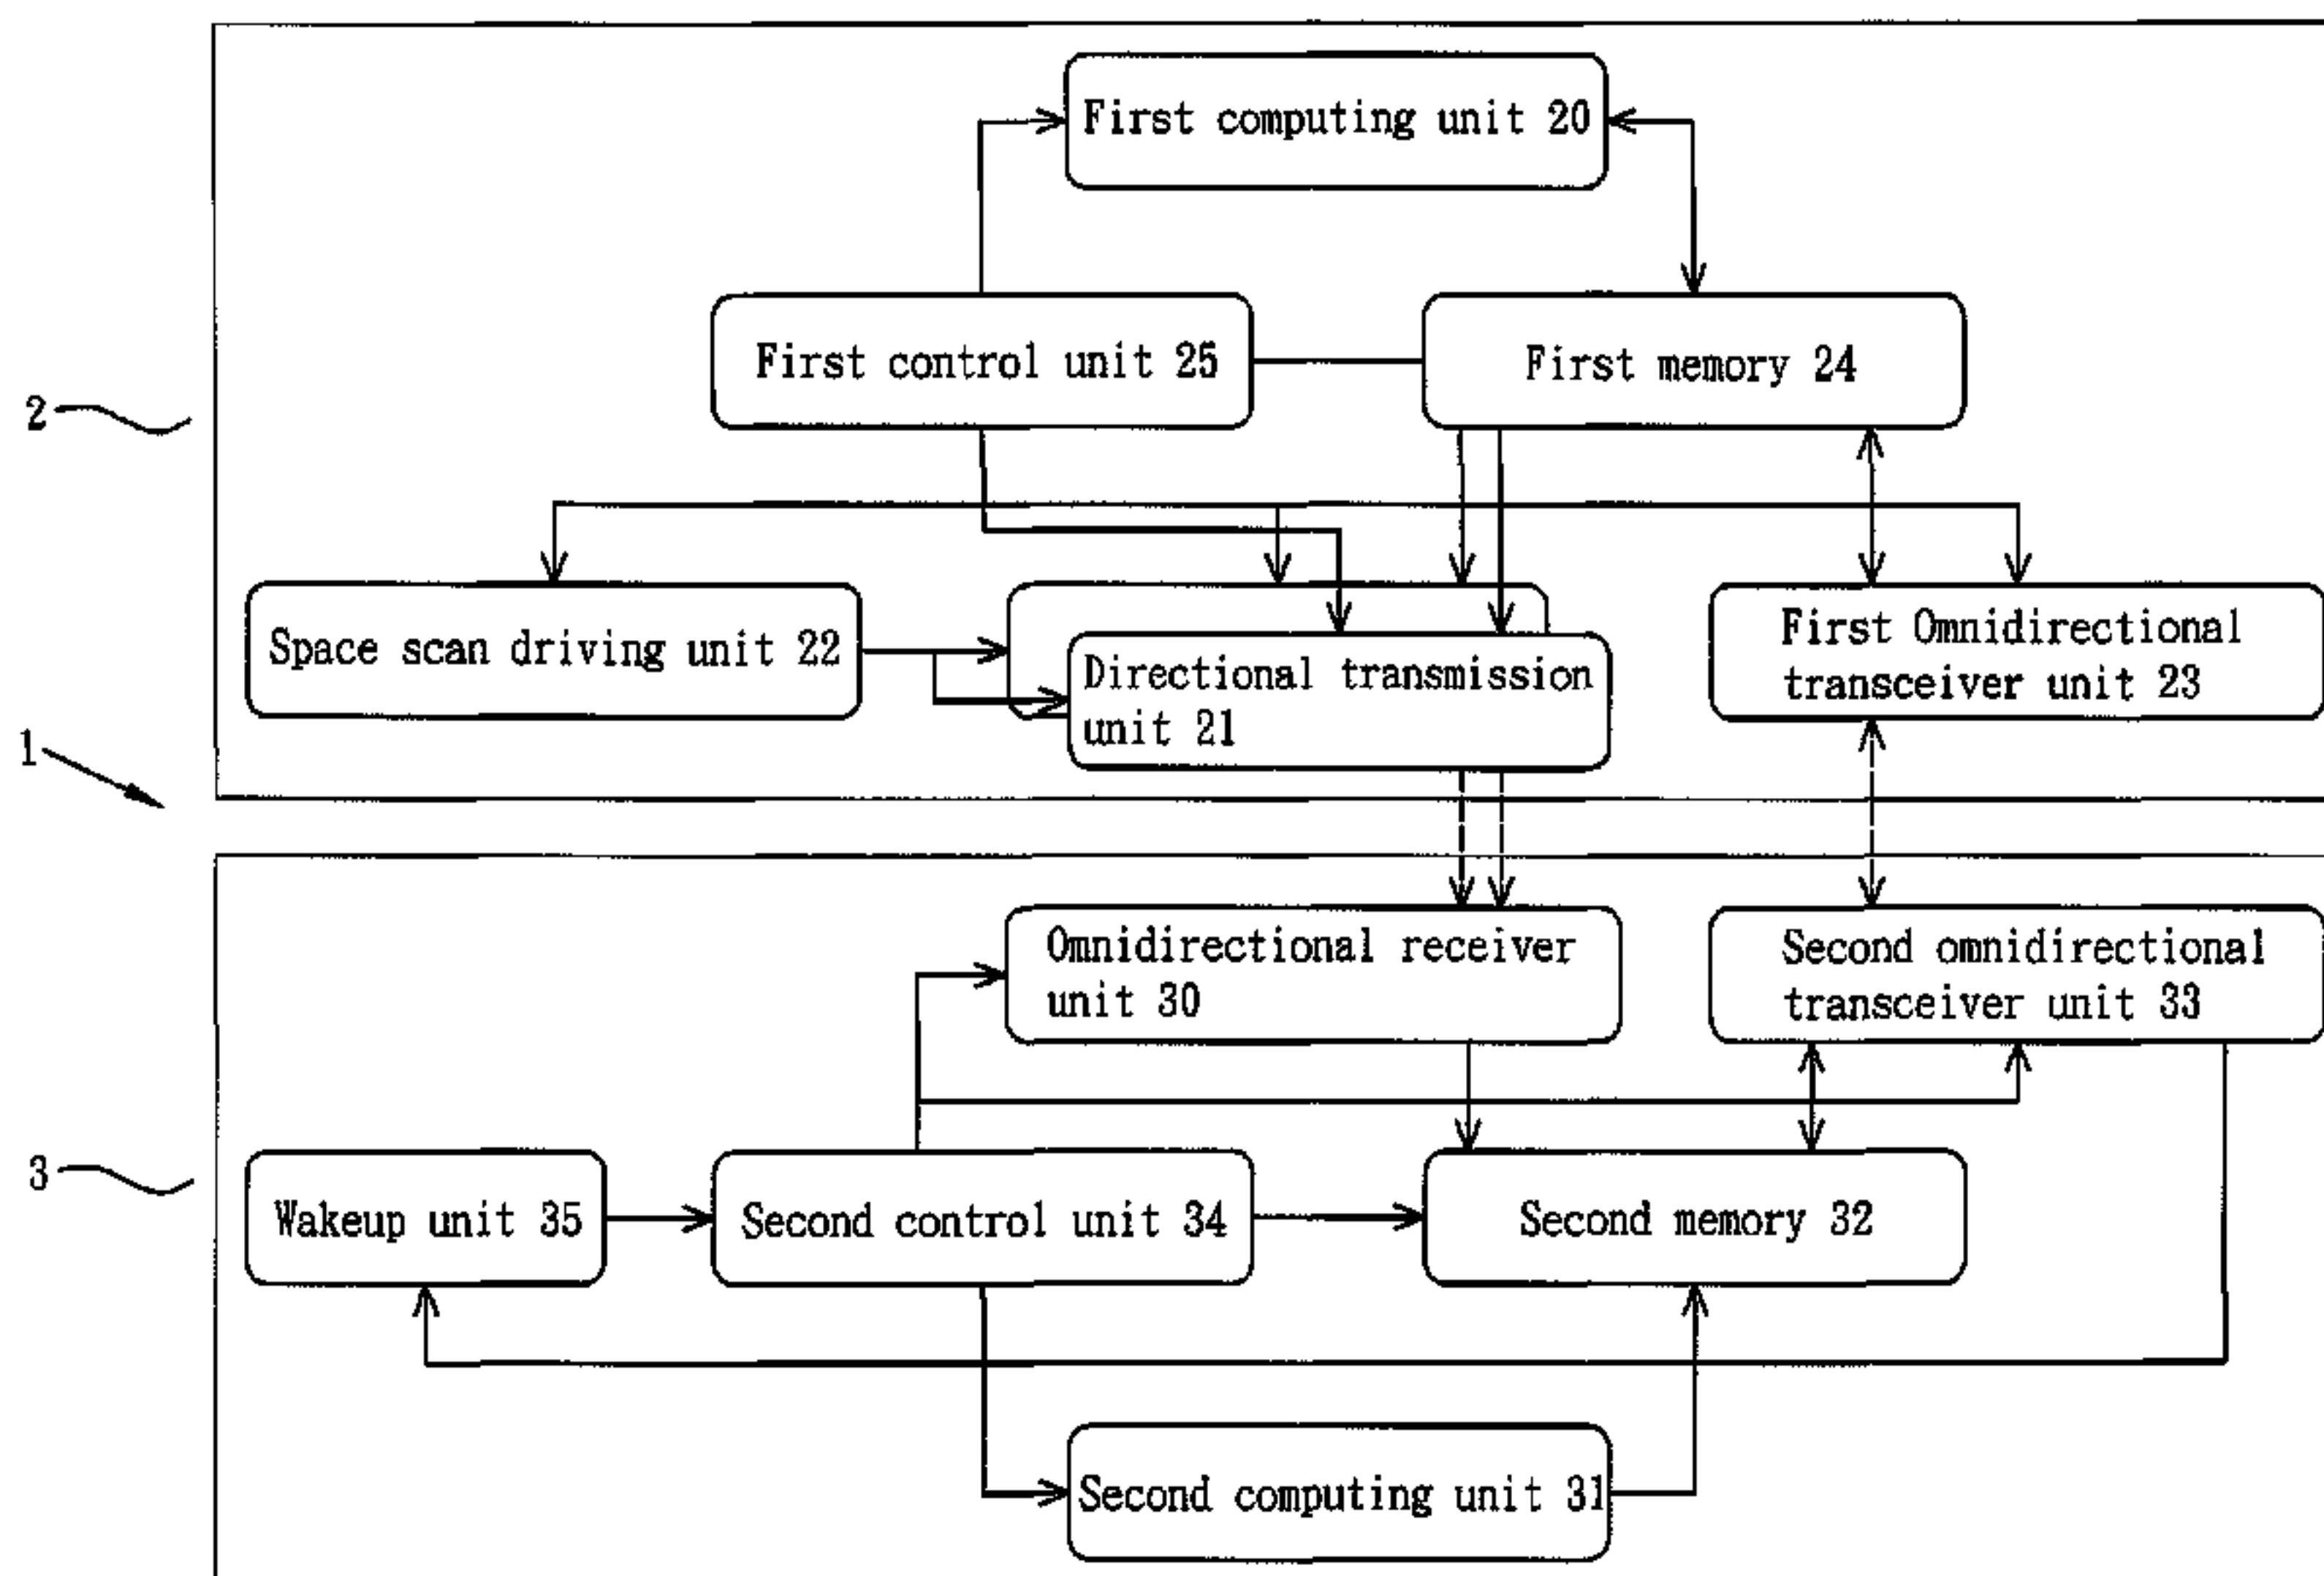 First computing unit 20
First control unit 25
First memory 24
2
Space scan driving unit 22
Directional transmission
unit 21
First Omnidirectional
transceiver unit 23
1
Omnidirectional receiver
unit 30
Second omnidirectional
transceiver unit 33
3
Wakeup unit 35
Second control unit 34
Second memory 32
Second computing unit 31